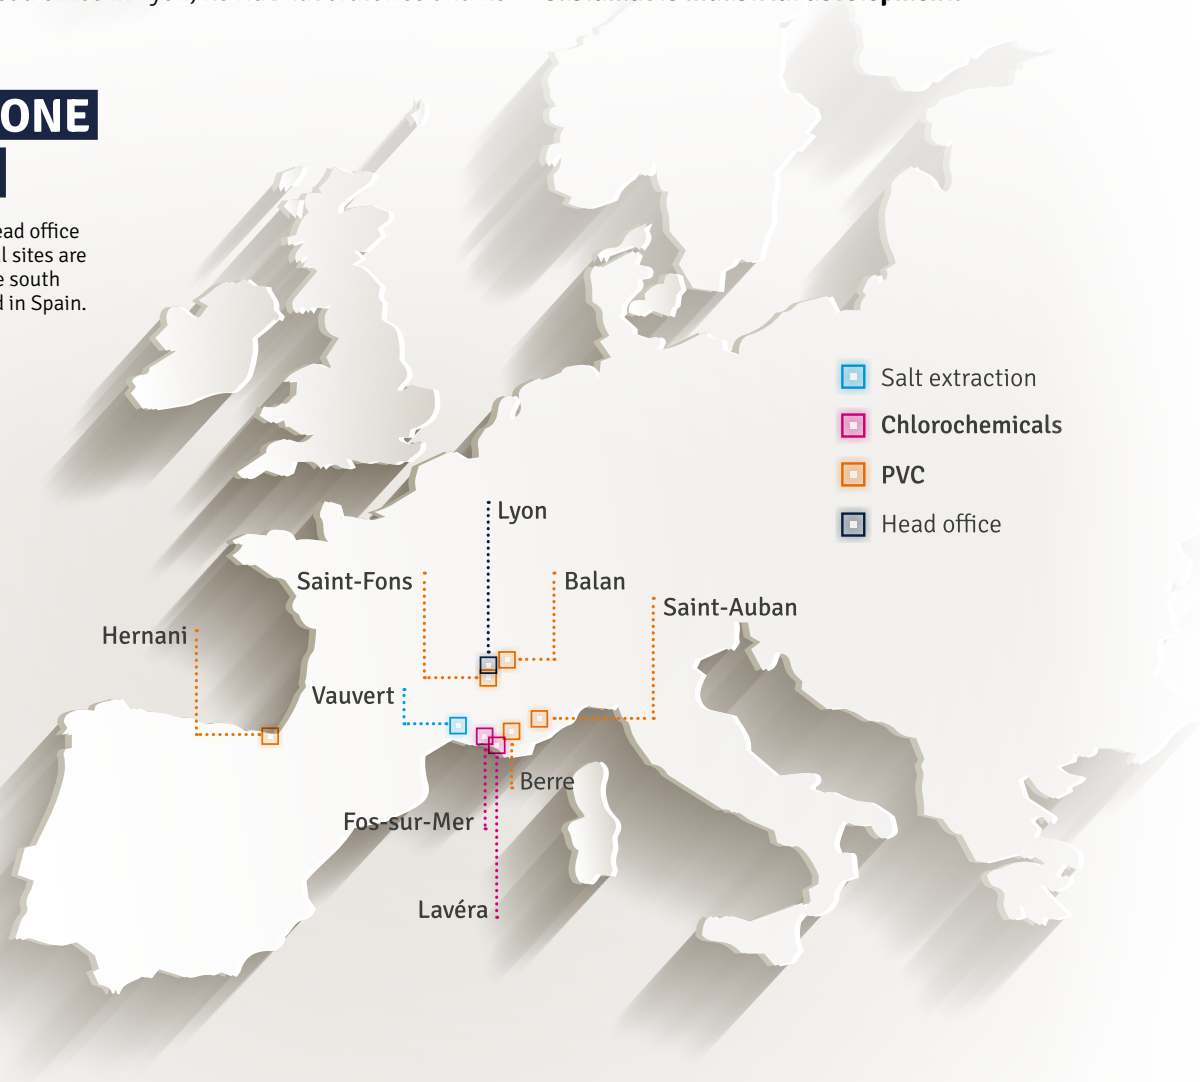 ONE
ead office
l sites are
e south
d in Spain.
Salt extraction
Chlorochemicals
PVC
Head office
Lyon
Saint-Fons
Balan
Saint-Auban
Hernani
Vauvert
Berre
Fos-sur-Mer
Lavéra